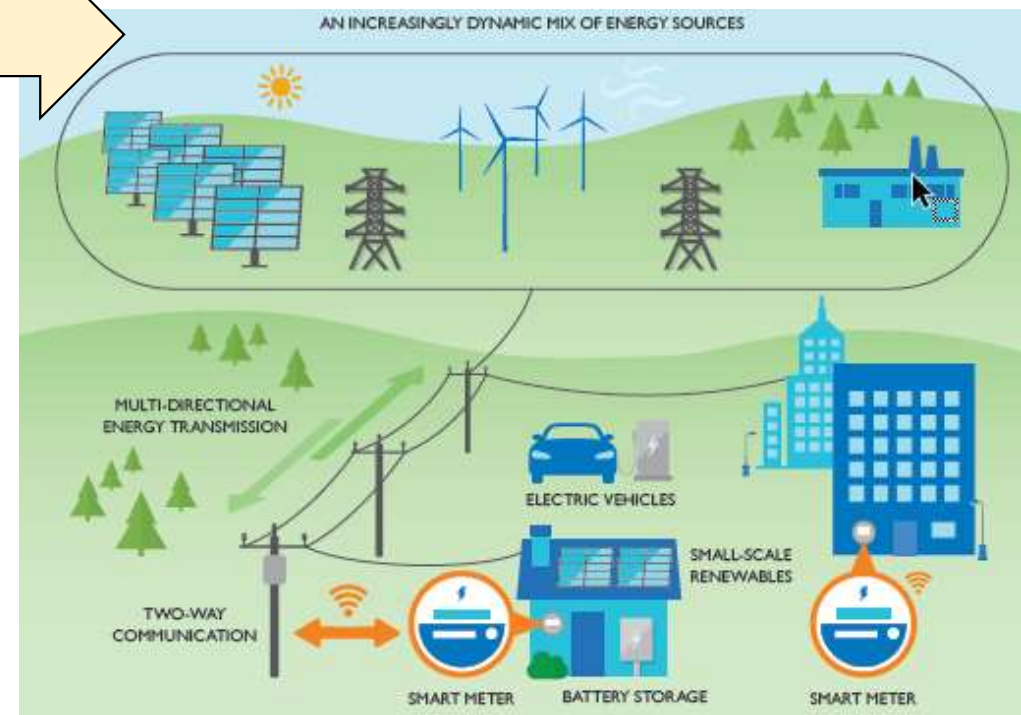 AN INCREASINGLY DYNAMIC MIX OF ENERGY SOURCES
MULTI-DIRECTIONAL
ENERGY TRANSMISSION
ELECTRIC VEHICLES
SMALL-SCALE
RENEWABLES
TWO-WAY
COMMUNICATION
SMART METER
BATTERY STORAGE
SMART METER